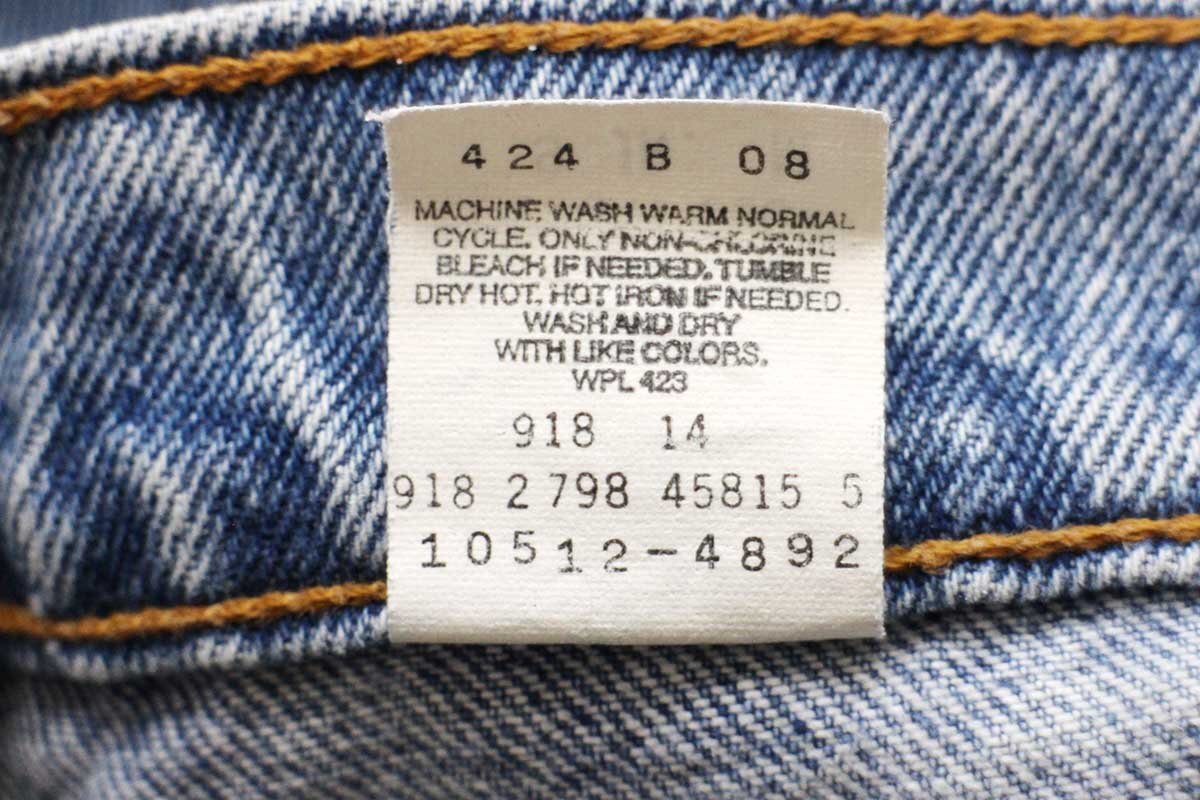 424 B 08
MACHINE WASH WARM NORMAL
CYCLE. ONLY NON-CHLORINE
BLEACH IF NEEDED. TUMBLE
DRY HOT. HOT IRON IF NEEDED.
WASH AND DRY
WITH LIKE COLORS.
WPL 423
918 14
918 2798 45815 5
10512-4892